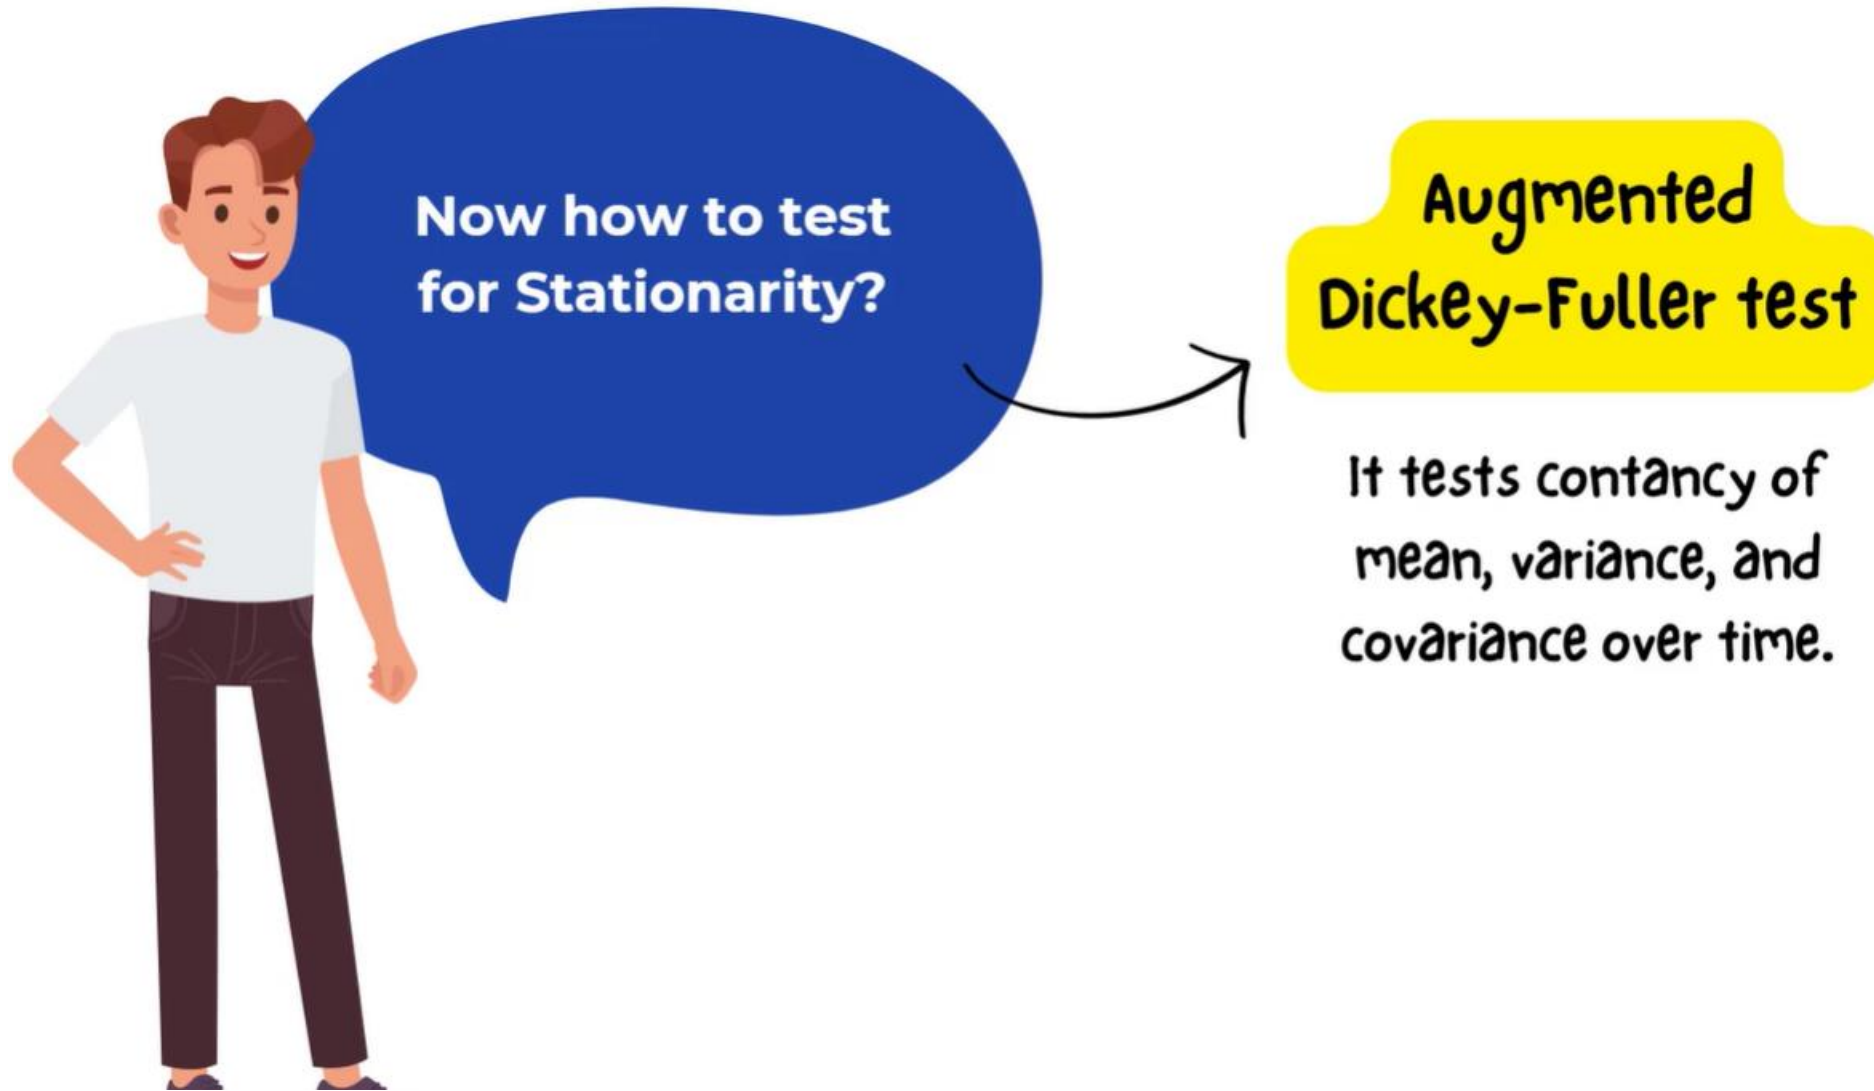 Now how to test
for Stationarity?
Augmented
Dickey-Fuller test
It tests contancy of
mean, variance, and
covariance over time.